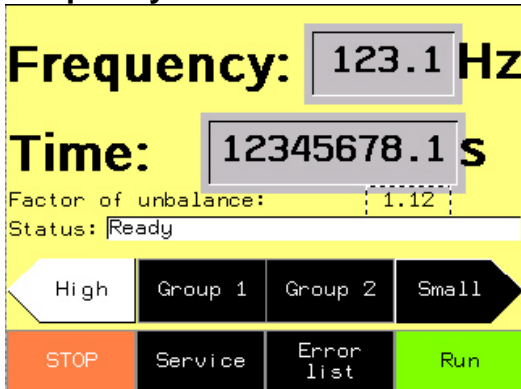 Frequency: 123.1 Hz
Time: 12345678.1 s
Factor of unbalance: 1.12
Status: Ready
High Group 1 Group 2 Small
STOP Service Error list Run